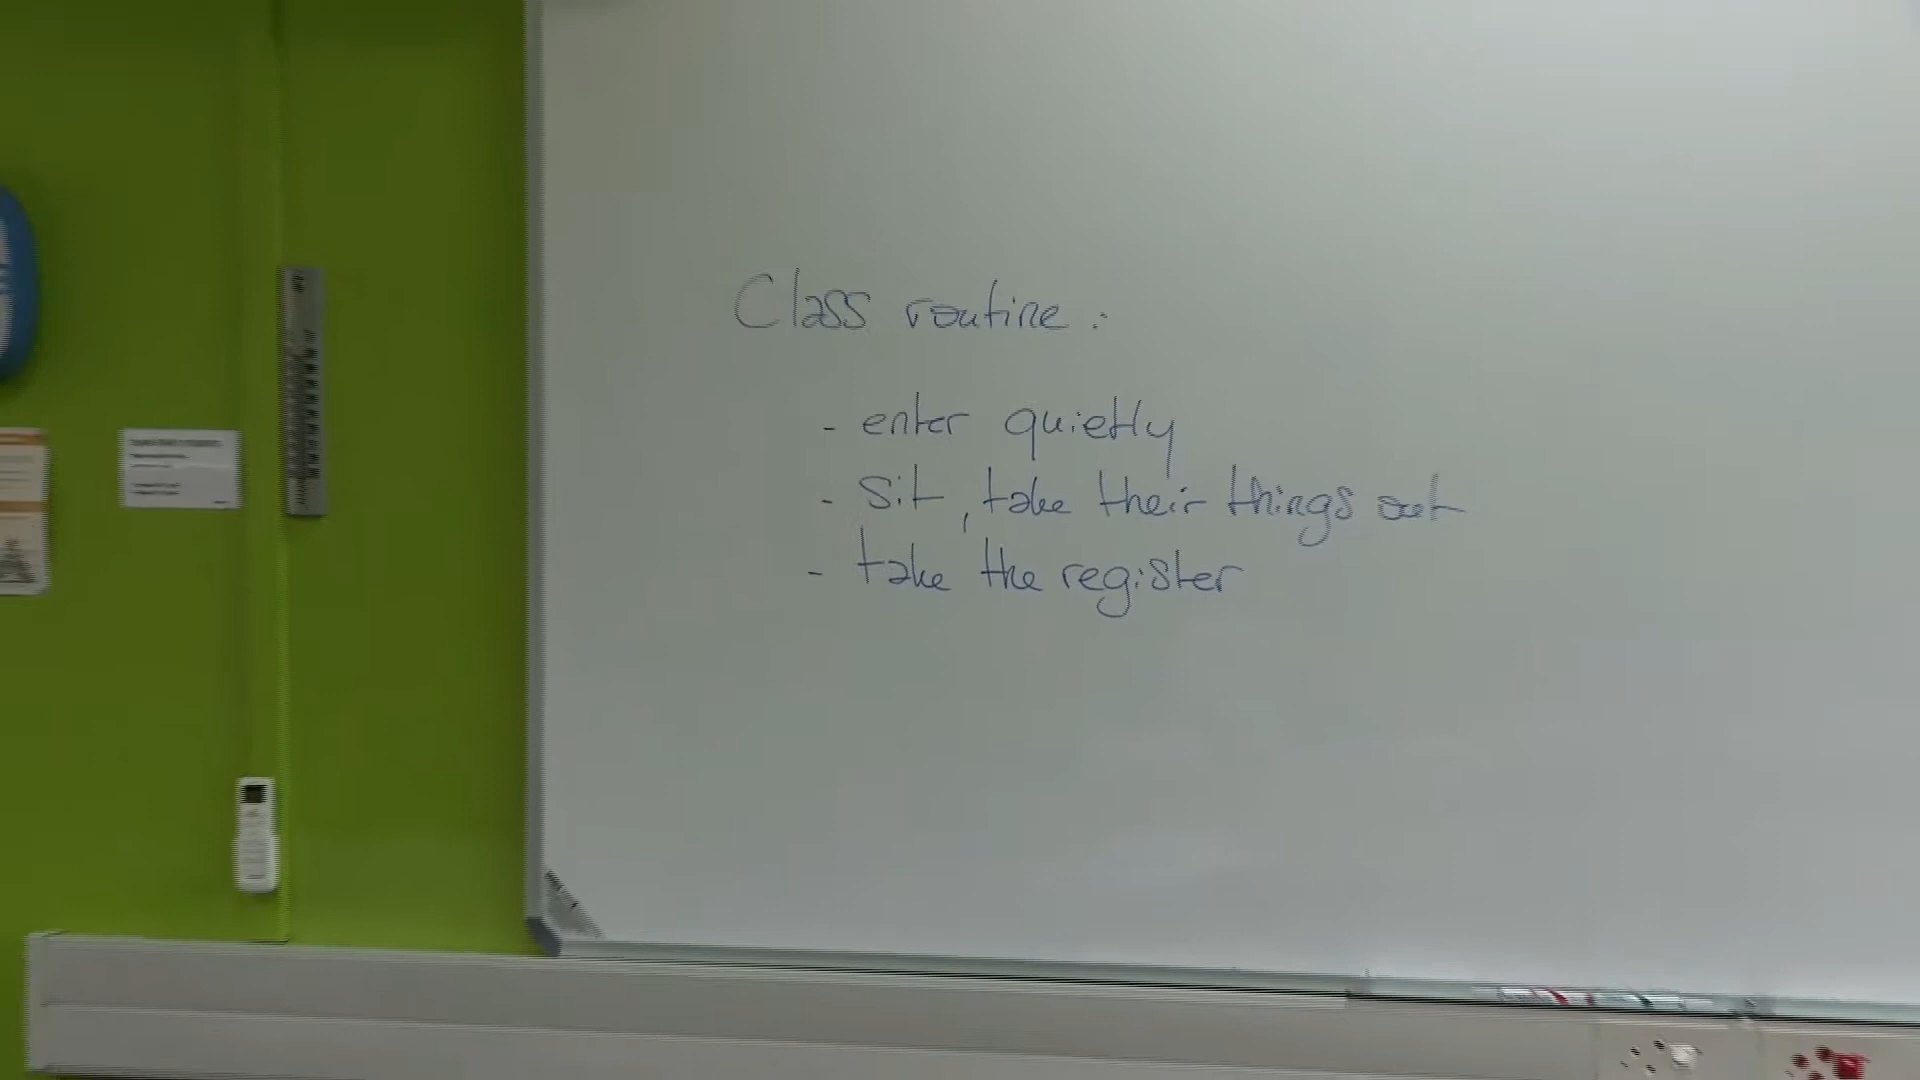 Class routine :
- enter quietly
- sit, take their things out
- take the register